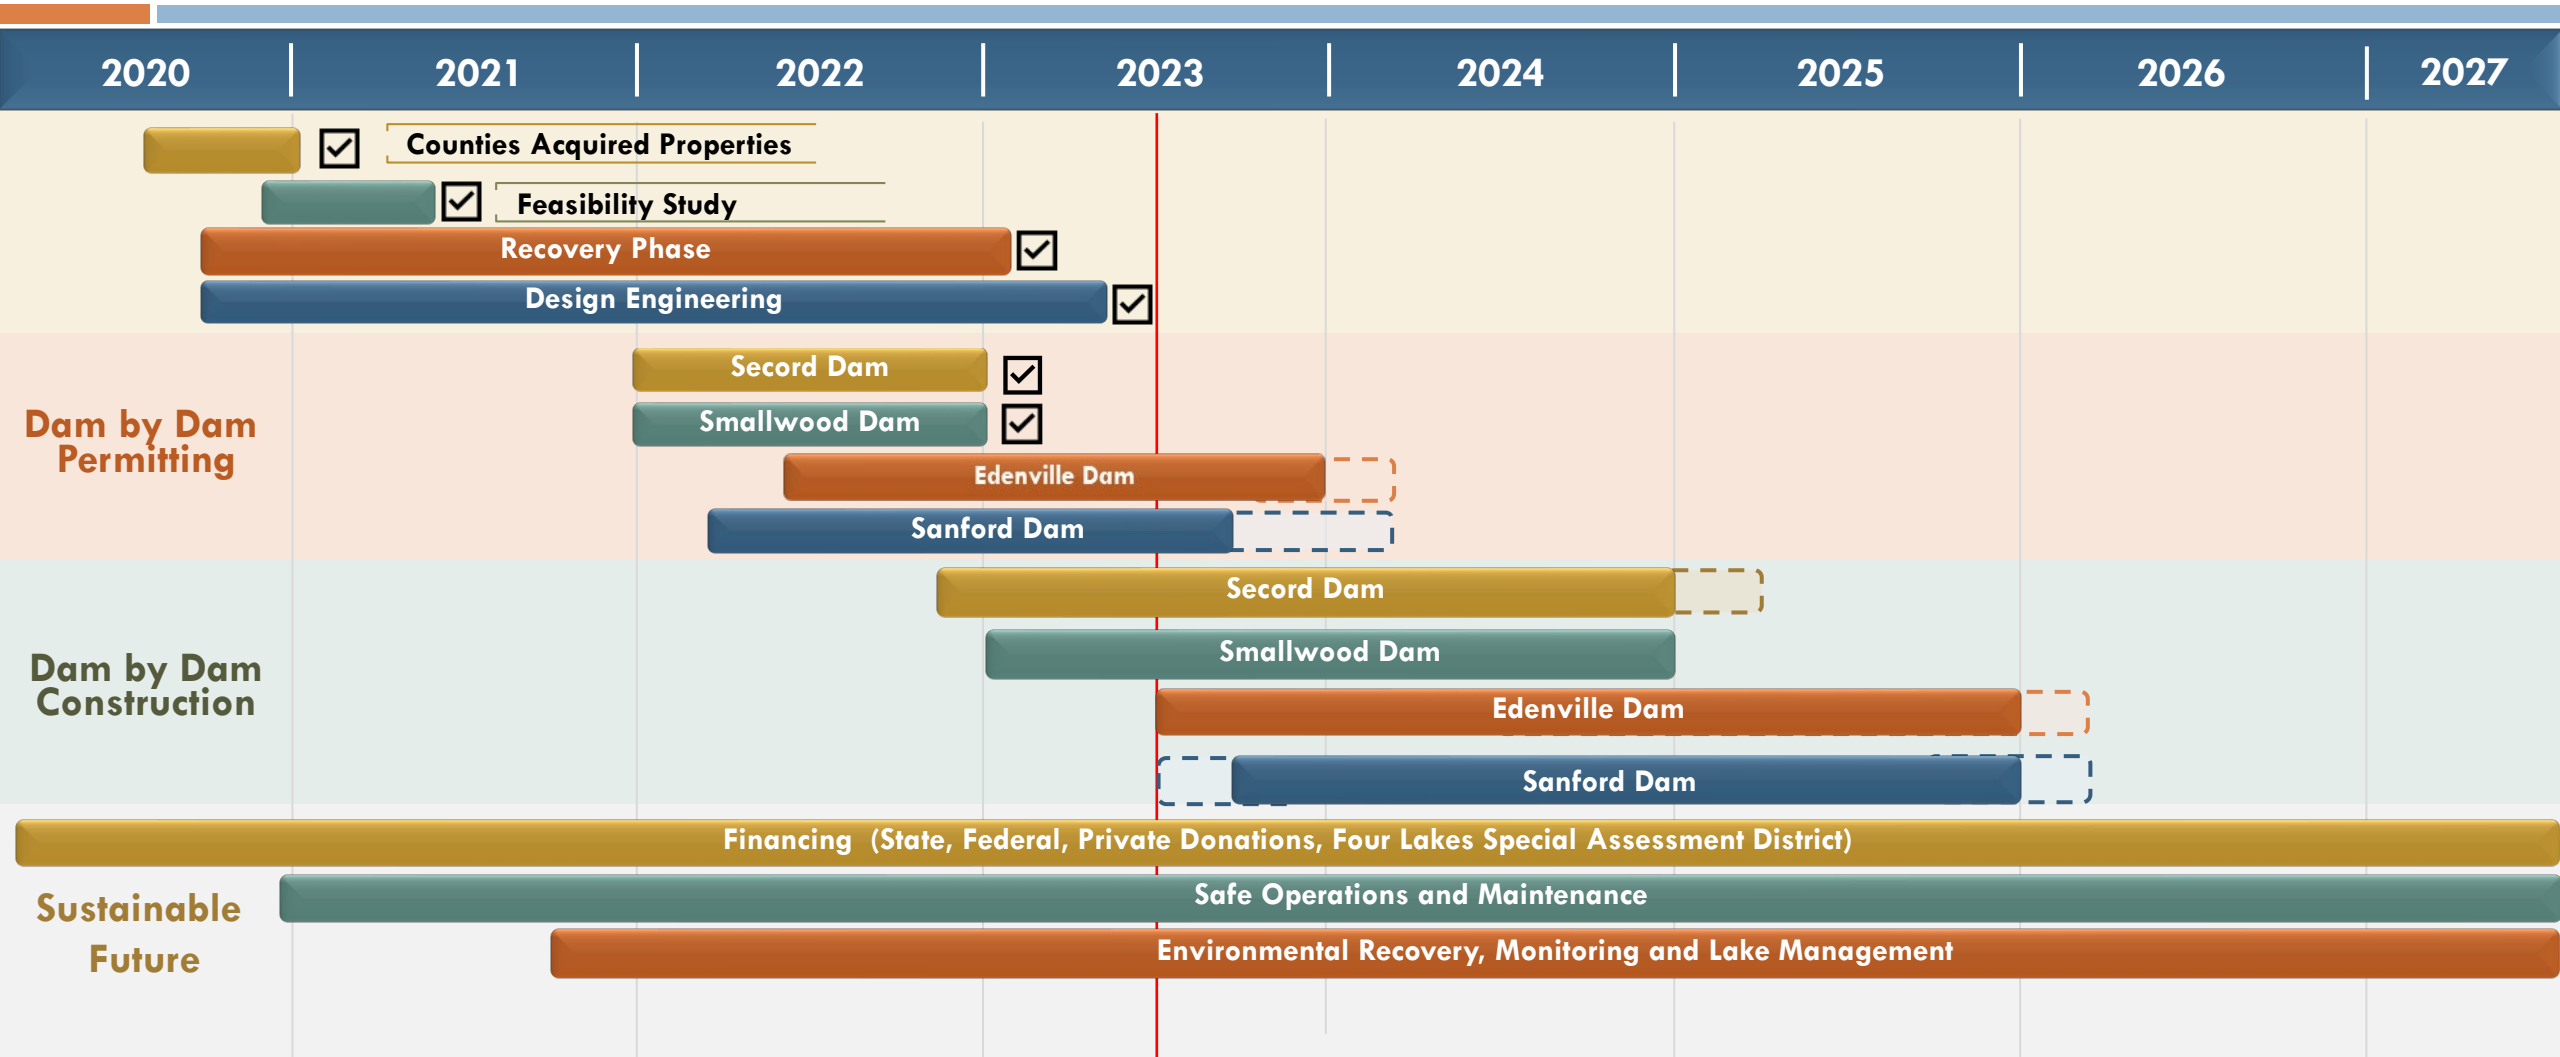 2020 2021 2022 2023 2024 2025 2026 2027
Counties Acquired Properties
Feasibility Study
Recovery Phase
Design Engineering
Dam by Dam
Permitting
Secord Dam
Smallwood Dam
Edenville Dam
Sanford Dam
Dam by Dam
Construction
Secord Dam
Smallwood Dam
Edenville Dam
Sanford Dam
Sustainable
Future
Financing (State, Federal, Private Donations, Four Lakes Special Assessment District)
Safe Operations and Maintenance
Environmental Recovery, Monitoring and Lake Management